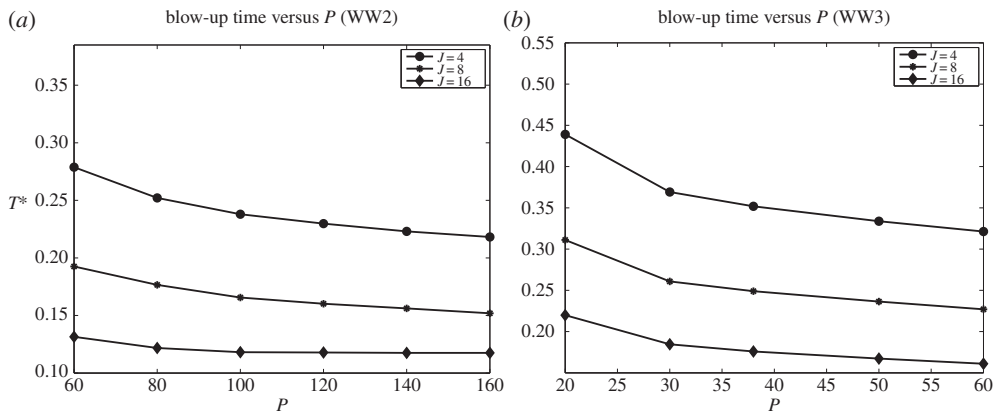 (a)
blow-up time versus P (WW2)
J = 4
J = 8
J = 16
0.35
0.30
0.25
T*
0.20
0.15
0.10
60 80 100 120 140 160
P
(b)
blow-up time versus P (WW3)
J = 4
J = 8
J = 16
0.55
0.50
0.45
0.40
0.35
0.30
0.25
0.20
20 25 30 35 40 45 50 55 60
P